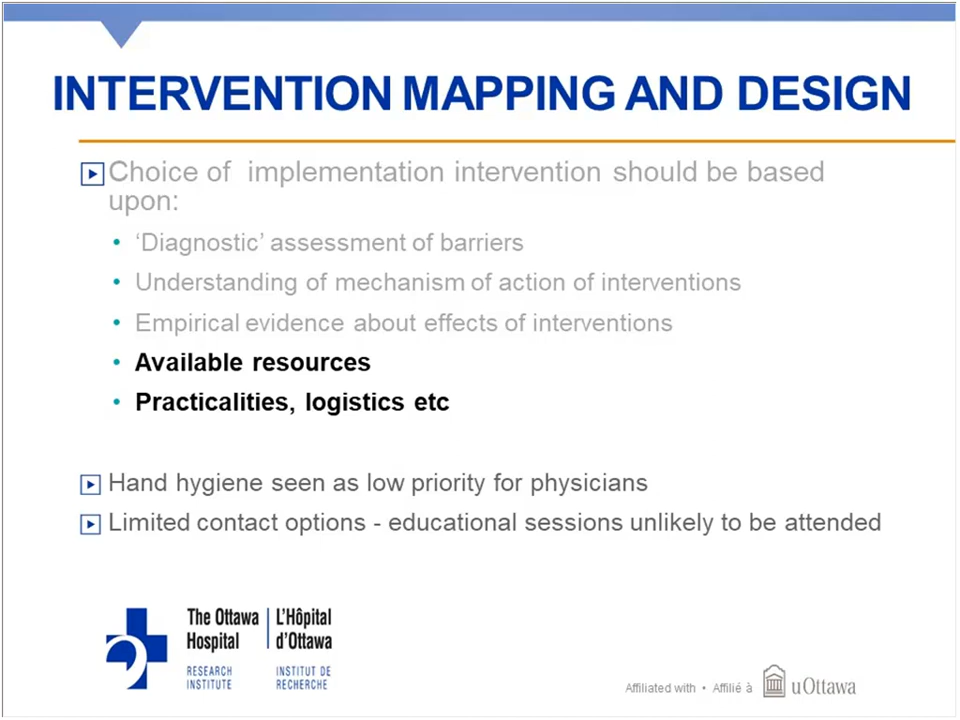 INTERVENTION MAPPING AND DESIGN
Choice of implementation intervention should be based
upon:
• ‘Diagnostic’ assessment of barriers
• Understanding of mechanism of action of interventions
• Empirical evidence about effects of interventions
• Available resources
• Practicalities, logistics etc
Hand hygiene seen as low priority for physicians
Limited contact options - educational sessions unlikely to be attended
The Ottawa
Hospital
RESEARCH
INSTITUTE
L’Hôpital
d’Ottawa
INSTITUT DE
RECHERCHE
Affiliated with • Affilié à
uOttawa